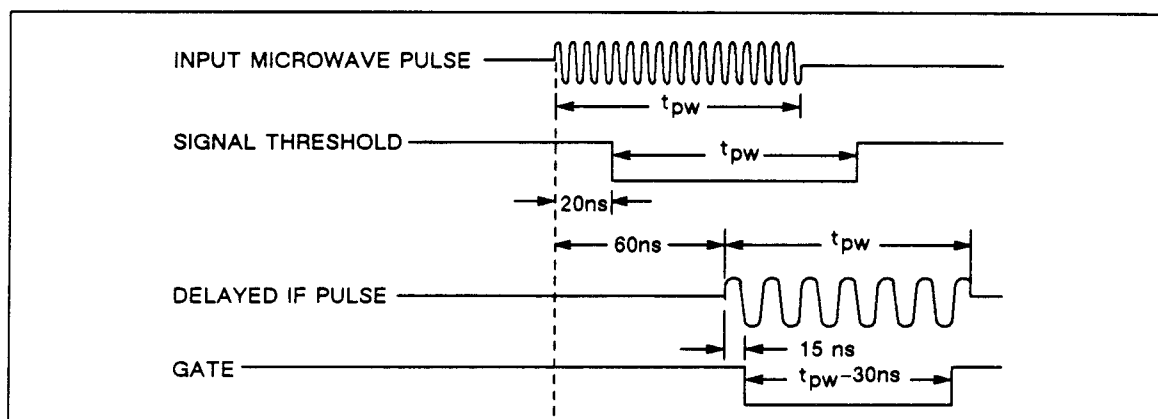 INPUT MICROWAVE PULSE
tpw
SIGNAL THRESHOLD
tpw
20ns
60ns
tpw
DELAYED IF PULSE
15 ns
GATE
tpw-30ns